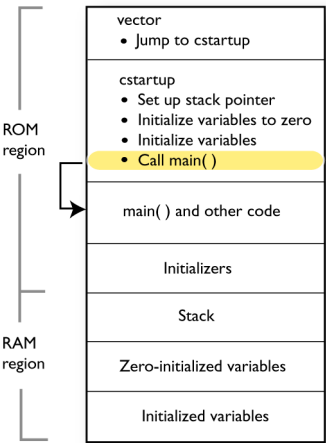 vector
• Jump to cstartup
cstartup
• Set up stack pointer
• Initialize variables to zero
• Initialize variables
• Call main( )
ROM
region
main( ) and other code
Initializers
Stack
RAM
region
Zero-initialized variables
Initialized variables